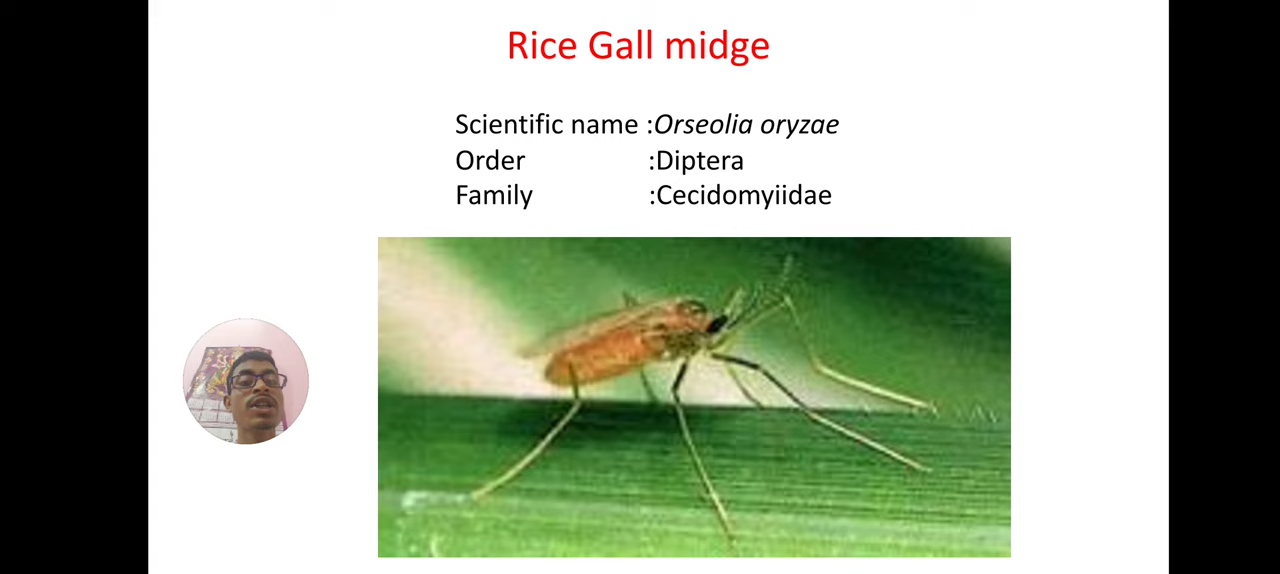 Rice Gall midge
Scientific name :Orseolia oryzae
Order :Diptera
Family :Cecidomyiidae